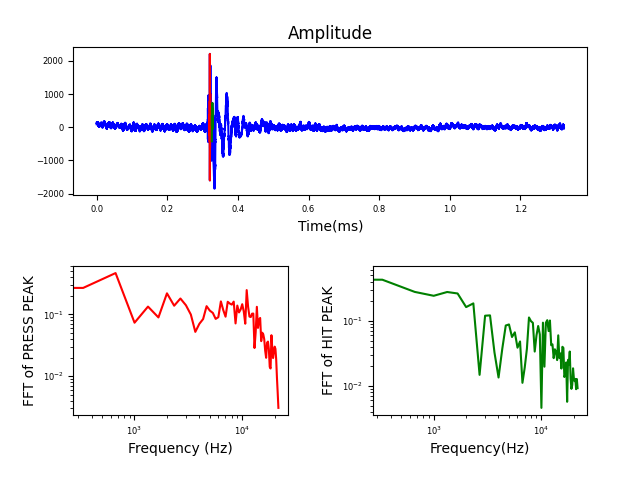 Amplitude
2000
1000
0
−1000
−2000
0.0 0.2 0.4 0.6 0.8 1.0 1.2
Time(ms)
FFT of PRESS PEAK
10⁻¹
10⁻²
10³ 10⁴
Frequency (Hz)
FFT of HIT PEAK
10⁻¹
10⁻²
10³ 10⁴
Frequency(Hz)